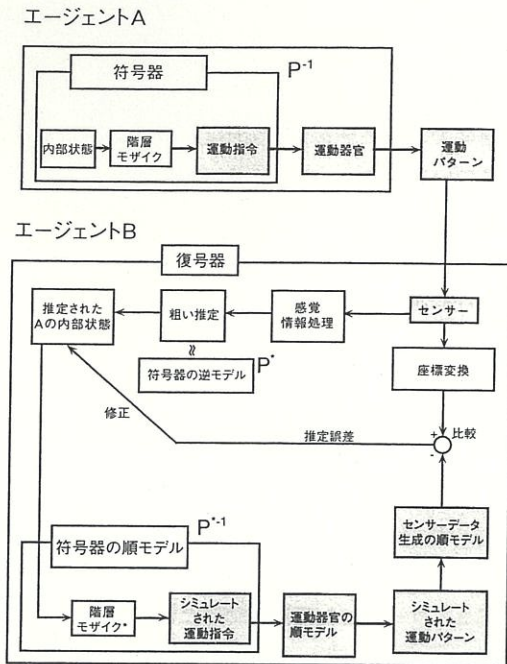 エージェントA
符号器
P-1
内部状態
階層
モザイク
運動指令
運動器官
運動
パターン
エージェントB
復号器
推定された
Aの内部状態
粗い推定
感覚
情報処理
センサー
≈
符号器の逆モデル
P*
座標変換
修正
推定誤差
+
比較
-
符号器の順モデル
P*-1
センサーデータ
生成の順モデル
階層
モザイク*
シミュレート
された
運動指令
運動器官の
順モデル
シミュレート
された
運動パターン